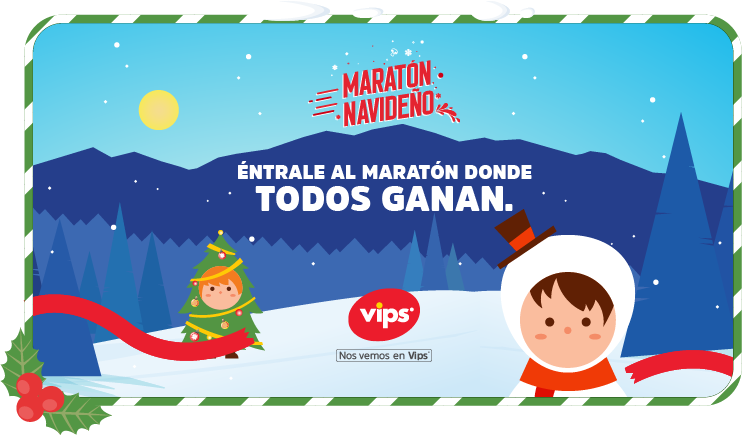 MARATÓN
NAVIDEÑO
ÉNTRALE AL MARATÓN DONDE
TODOS GANAN.
vips
Nos vemos en Vips